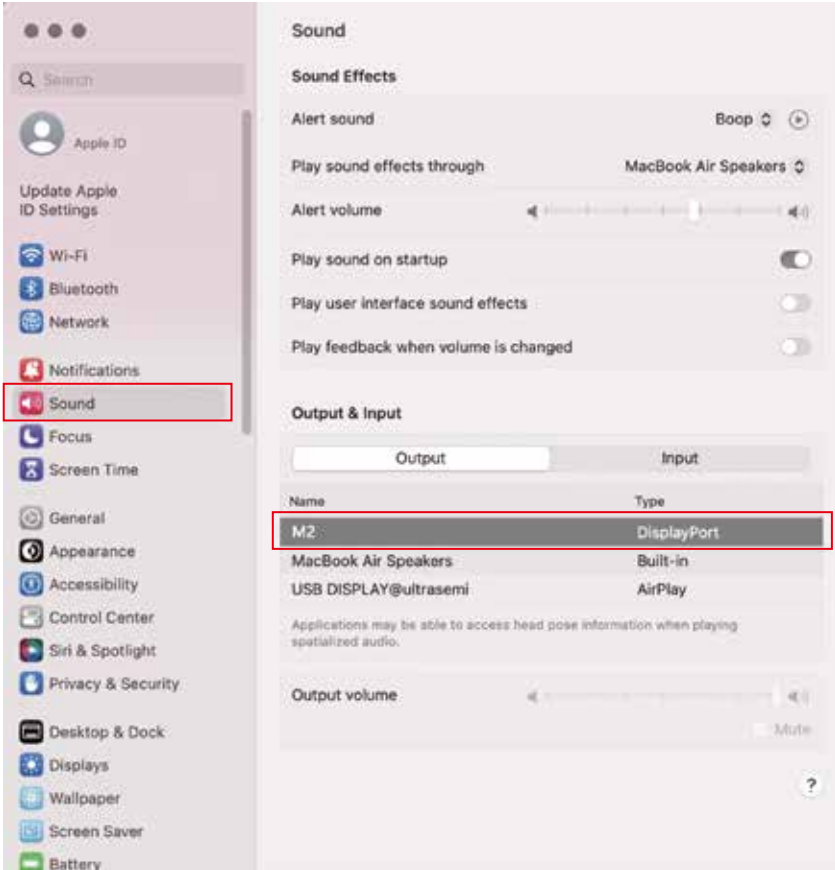 Search
Apple ID
Update Apple
ID Settings
Wi-Fi
Bluetooth
Network
Notifications
Sound
Focus
Screen Time
General
Appearance
Accessibility
Control Center
Siri & Spotlight
Privacy & Security
Desktop & Dock
Displays
Wallpaper
Screen Saver
Battery
Sound
Sound Effects
Alert sound Boop
Play sound effects through MacBook Air Speakers
Alert volume
Play sound on startup
Play user interface sound effects
Play feedback when volume is changed
Output & Input
Output Input
Name Type
M2 DisplayPort
MacBook Air Speakers Built-in
USB DISPLAY@ultrasemi AirPlay
Applications may be able to access head pose information when playing
spatialized audio.
Output volume
Mute
?